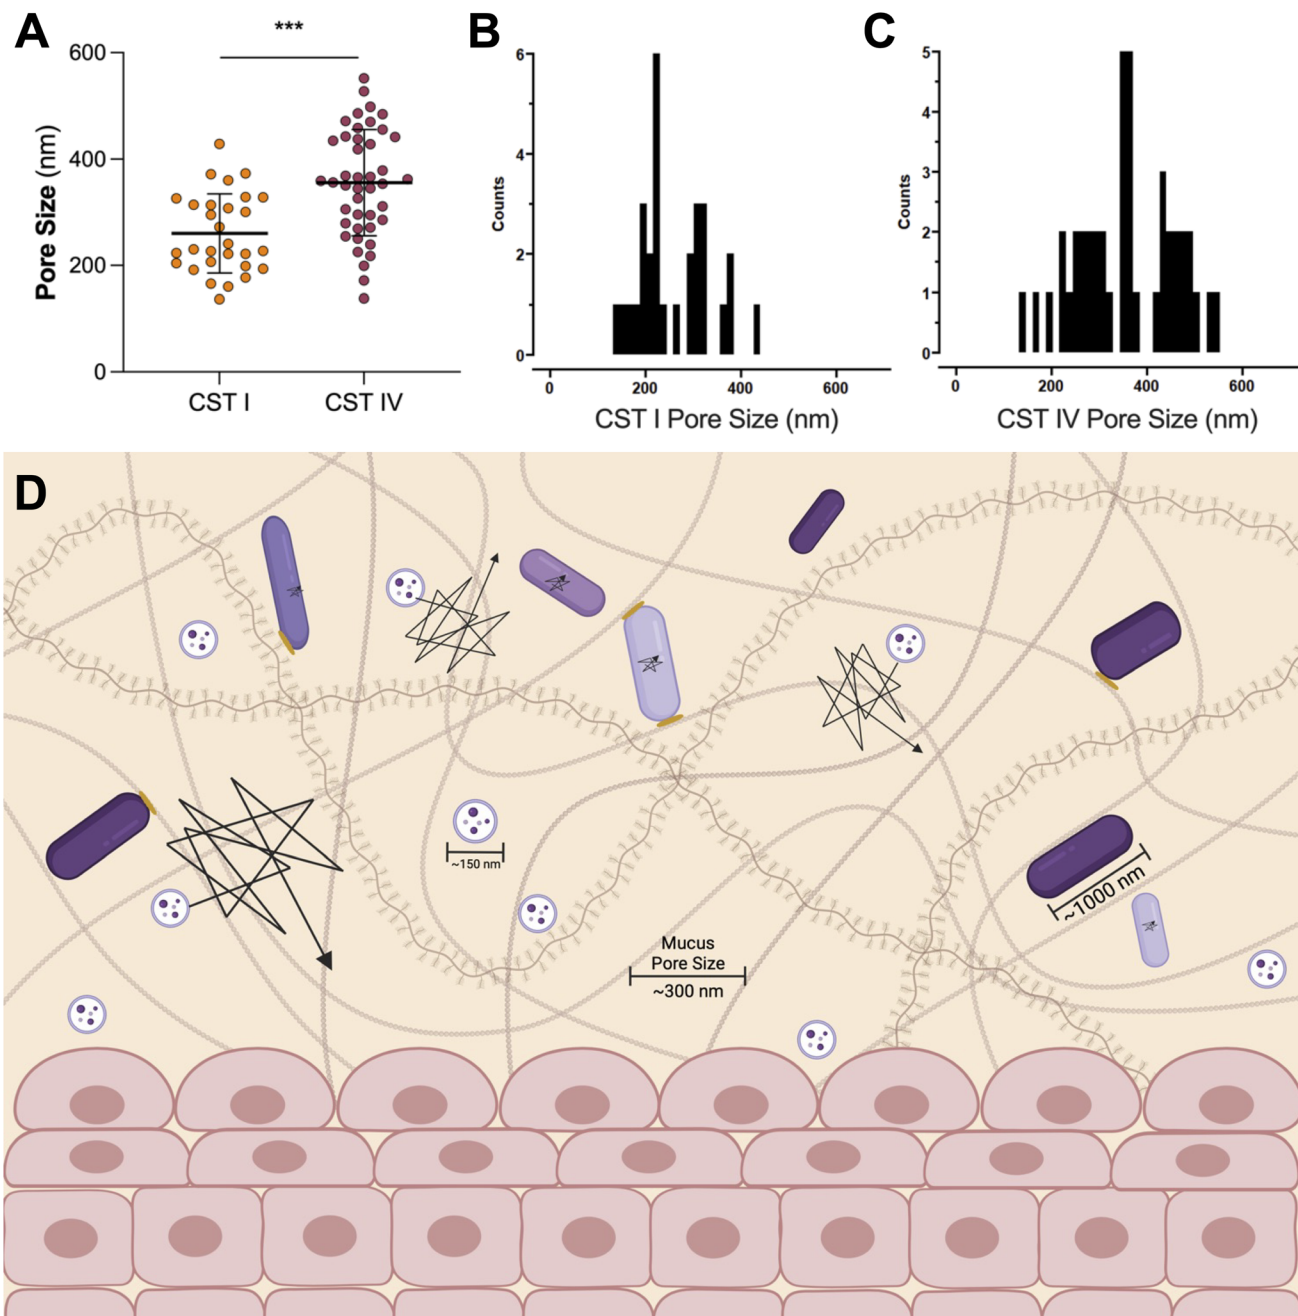 A
***
Pore Size (nm)
600
400
200
0
CST I
CST IV
B
Counts
6
4
2
0
0
200
400
600
CST I Pore Size (nm)
C
Counts
5
4
3
2
1
0
0
200
400
600
CST IV Pore Size (nm)
D
~150 nm
~1000 nm
Mucus
Pore Size
~300 nm